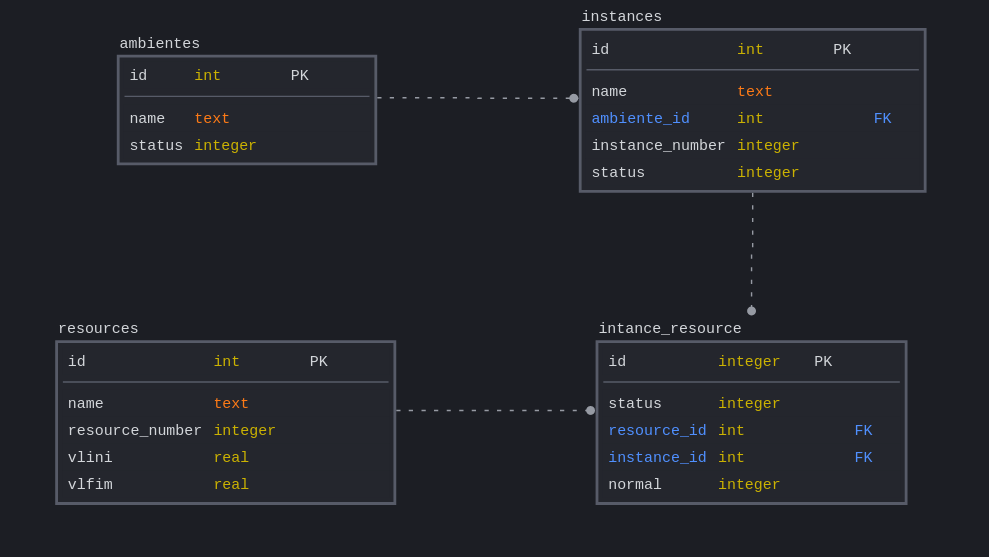 ambientes
id int PK
name text
status integer
instances
id int PK
name text
ambiente_id int FK
instance_number integer
status integer
resources
id int PK
name text
resource_number integer
vlini real
vlfim real
intance_resource
id integer PK
status integer
resource_id int FK
instance_id int FK
normal integer